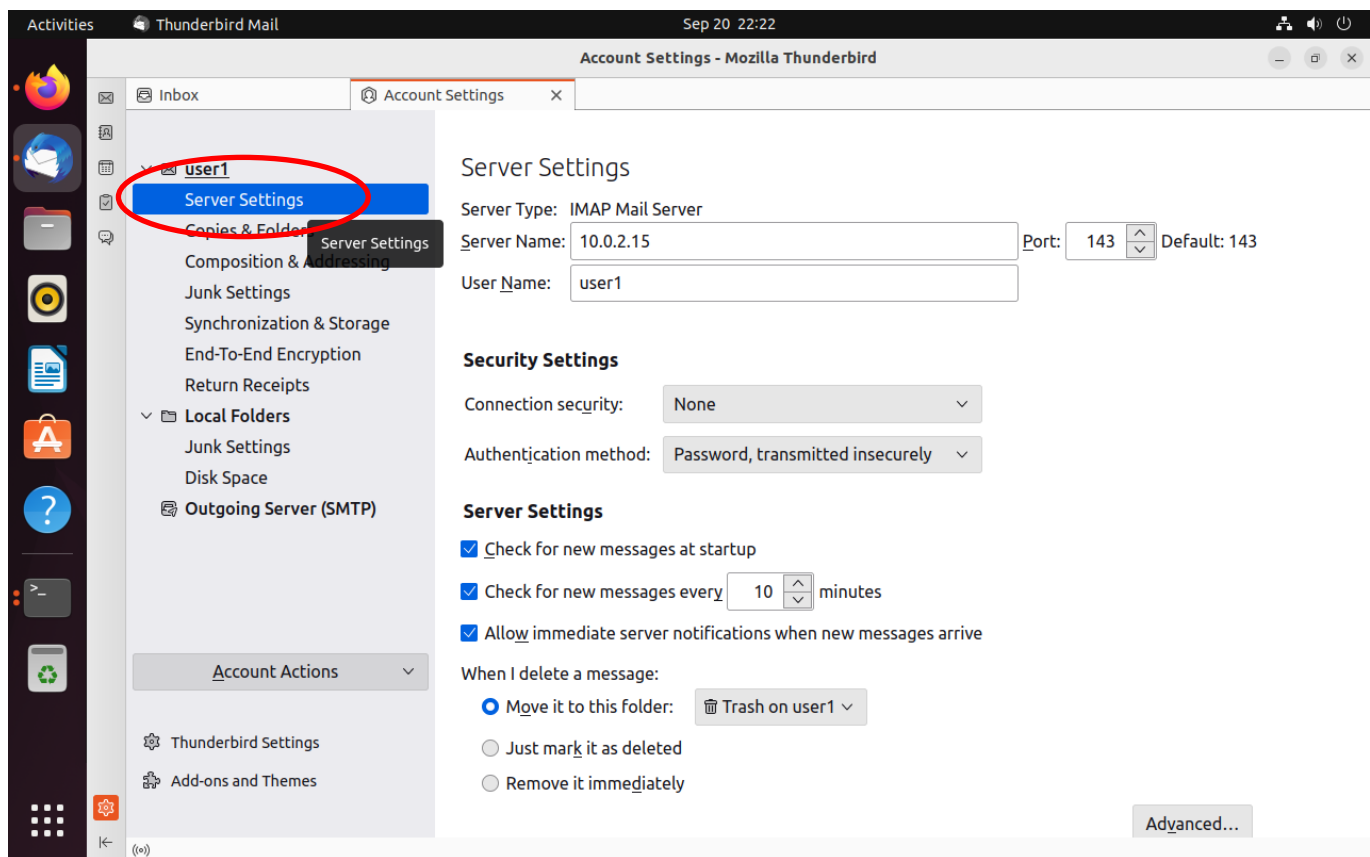 Activities Thunderbird Mail Sep 20 22:22
Account Settings - Mozilla Thunderbird
Inbox Account Settings
user1
Server Settings
Copies & Folders
Server Settings
Composition & Addressing
Junk Settings
Synchronization & Storage
End-To-End Encryption
Return Receipts
Local Folders
Junk Settings
Disk Space
Outgoing Server (SMTP)
Account Actions
Thunderbird Settings
Add-ons and Themes
Server Settings
Server Type: IMAP Mail Server
Server Name: 10.0.2.15 Port: 143 Default: 143
User Name: user1
Security Settings
Connection security: None
Authentication method: Password, transmitted insecurely
Server Settings
Check for new messages at startup
Check for new messages every 10 minutes
Allow immediate server notifications when new messages arrive
When I delete a message:
Move it to this folder: Trash on user1
Just mark it as deleted
Remove it immediately
Advanced...